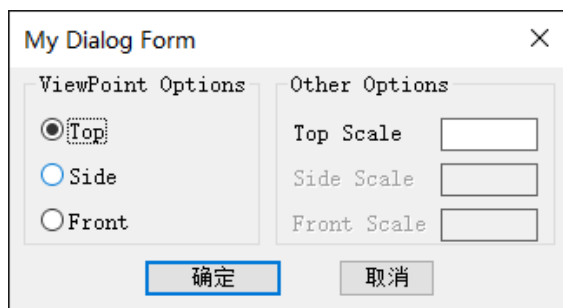 My Dialog Form
ViewPoint Options
Top
Side
Front
Other Options
Top Scale
Side Scale
Front Scale
确定
取消